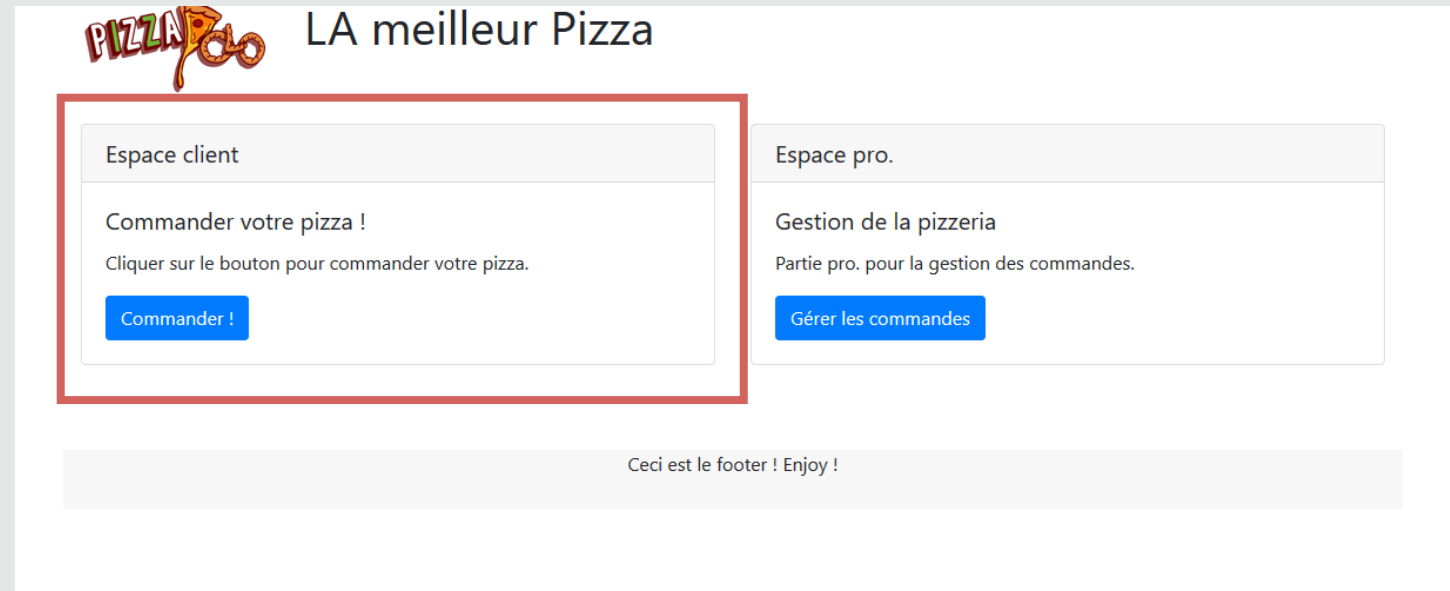 PIZZAPOLO
LA meilleur Pizza
Espace client
Commander votre pizza !
Cliquer sur le bouton pour commander votre pizza.
Commander !
Espace pro.
Gestion de la pizzeria
Partie pro. pour la gestion des commandes.
Gérer les commandes
Ceci est le footer ! Enjoy !